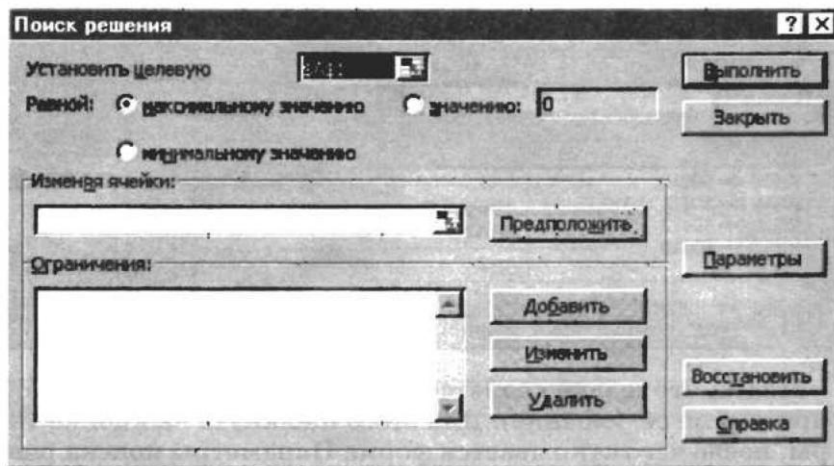 Поиск решения
Установить целевую
Равной: максимальному значению значению: 0
минимальному значению
Изменяя ячейки:
Предположить
Ограничения:
Добавить
Изменить
Удалить
Выполнить
Закрыть
Параметры
Восстановить
Справка